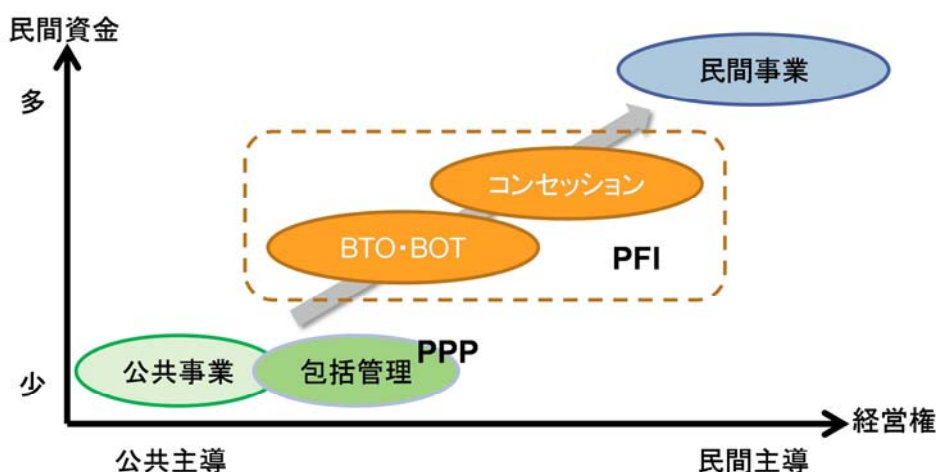 民間資金
多
民間事業
コンセッション
BTO・BOT
PFI
PPP
公共事業
包括管理
少
経営権
公共主導
民間主導